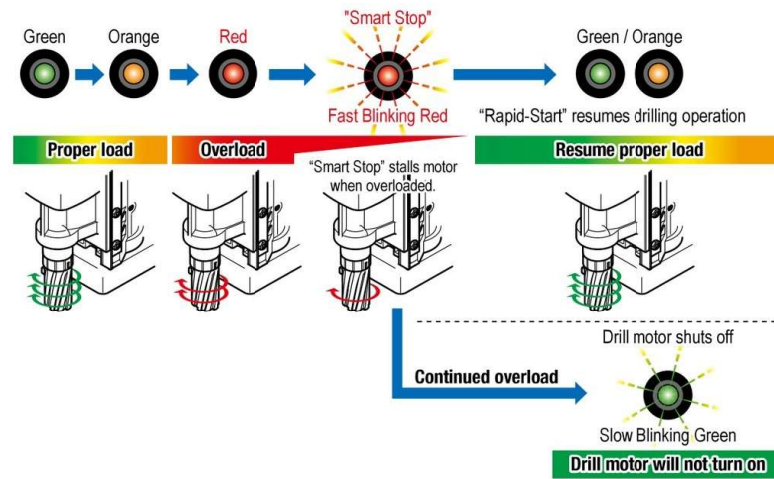 Green
Orange
Red
"Smart Stop"
Fast Blinking Red
Green / Orange
“Rapid-Start” resumes drilling operation
Proper load
Overload
“Smart Stop” stalls motor
when overloaded.
Resume proper load
Continued overload
Drill motor shuts off
Slow Blinking Green
Drill motor will not turn on